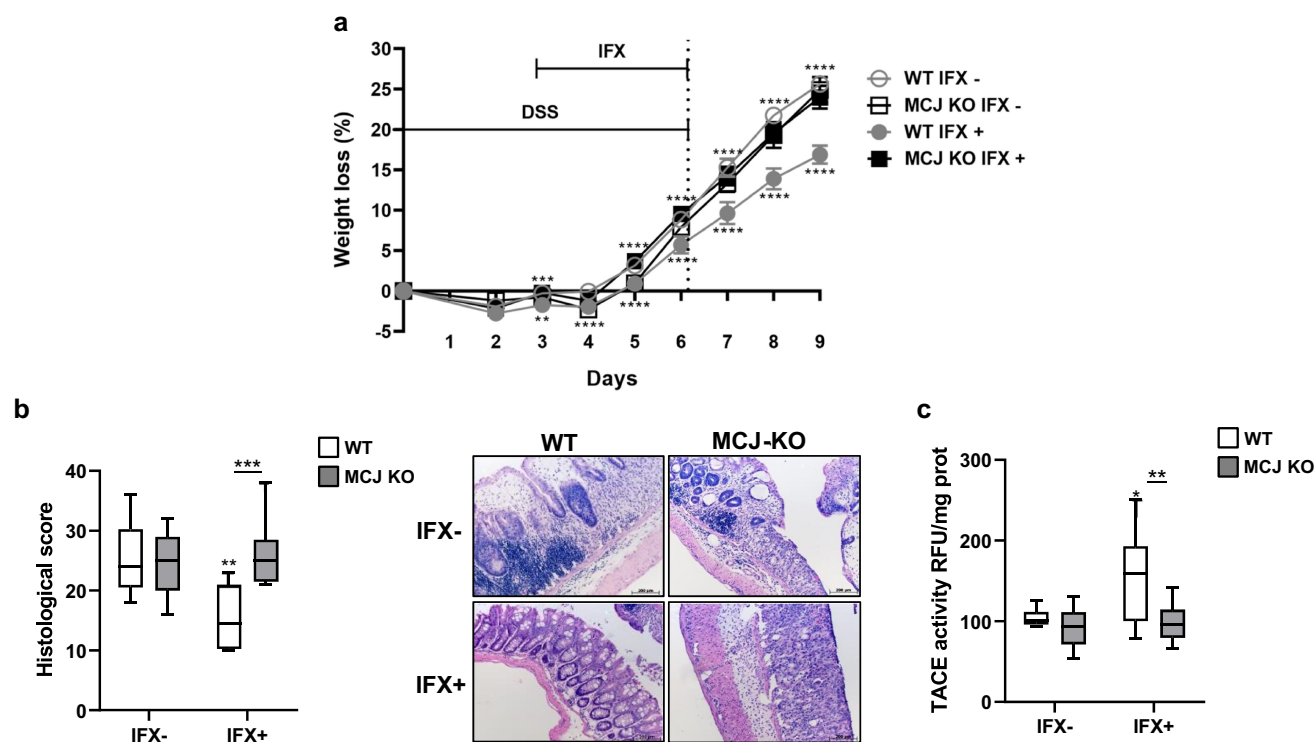 a
IFX
DSS
Weight loss (%)
30
25
20
15
10
5
0
-5
*** **** **** **** **** ****
** **** **** **** **** **** ****
1 2 3 4 5 6 7 8 9
Days
WT IFX -
MCJ KO IFX -
WT IFX +
MCJ KO IFX +
b
Histological score
40
30
20
10
0
***
**
IFX- IFX+
WT
MCJ KO
WT MCJ-KO
IFX-
IFX+
c
TACE activity RFU/mg prot
300
200
100
0
* **
IFX- IFX+
WT
MCJ KO